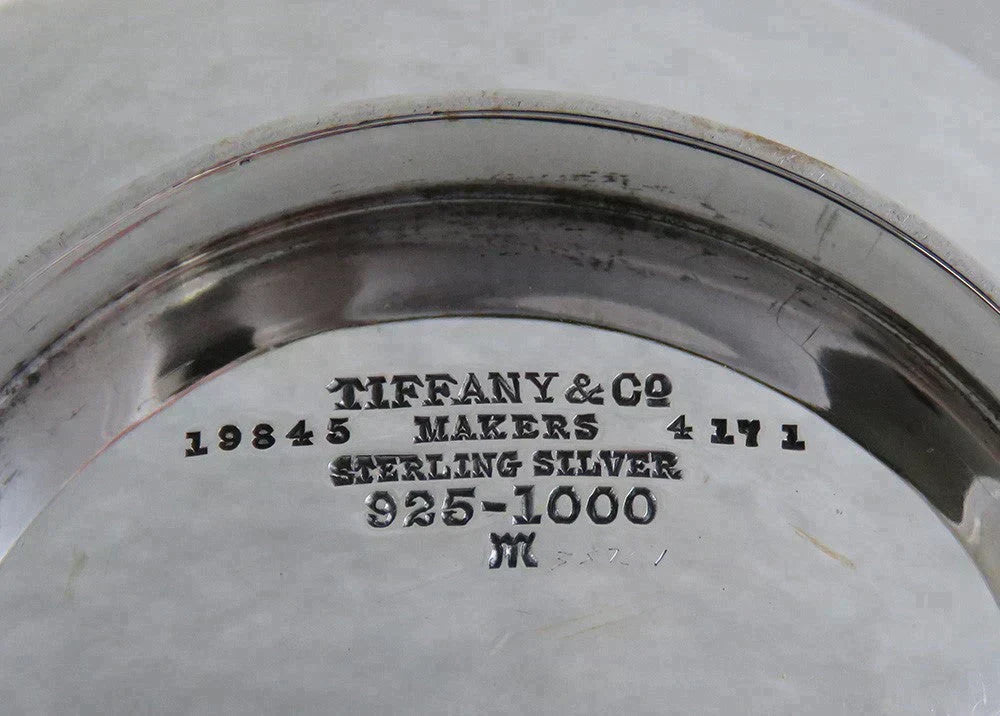 TIFFANY & Co
19845 MAKERS 4171
STERLING SILVER
925-1000
M